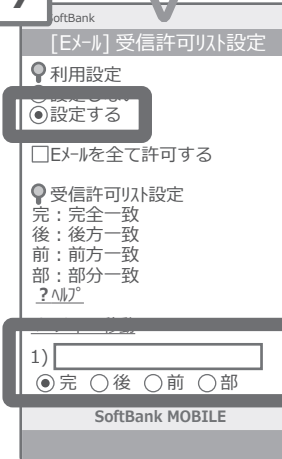 SoftBank
[Eﾒｰﾙ] 受信許可ﾘｽﾄ設定
利用設定
設定する
Eﾒｰﾙを全て許可する
受信許可ﾘｽﾄ設定
完：完全一致
後：後方一致
前：前方一致
部：部分一致
?ﾍﾙﾌﾟ
1)
完 後 前 部
SoftBank MOBILE